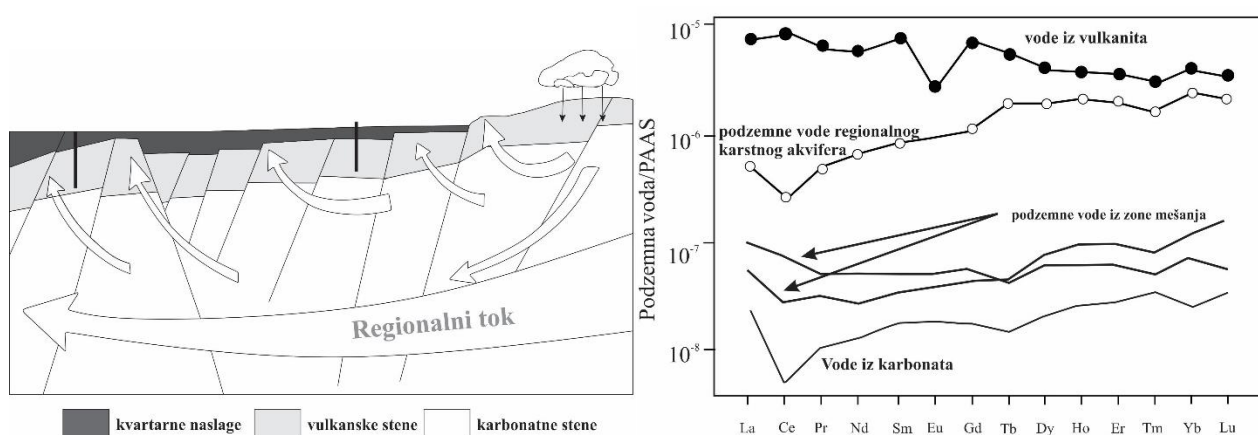 Regionalni tok
kvartarne naslage
vulkanske stene
karbonatne stene
Podzemna voda/PAAS
10-5
10-6
10-7
10-8
vode iz vulkanita
podzemne vode regionalnog
karstnog akvifera
podzemne vode iz zone mešanja
Vode iz karbonata
La Ce Pr Nd Sm Eu Gd Tb Dy Ho Er Tm Yb Lu